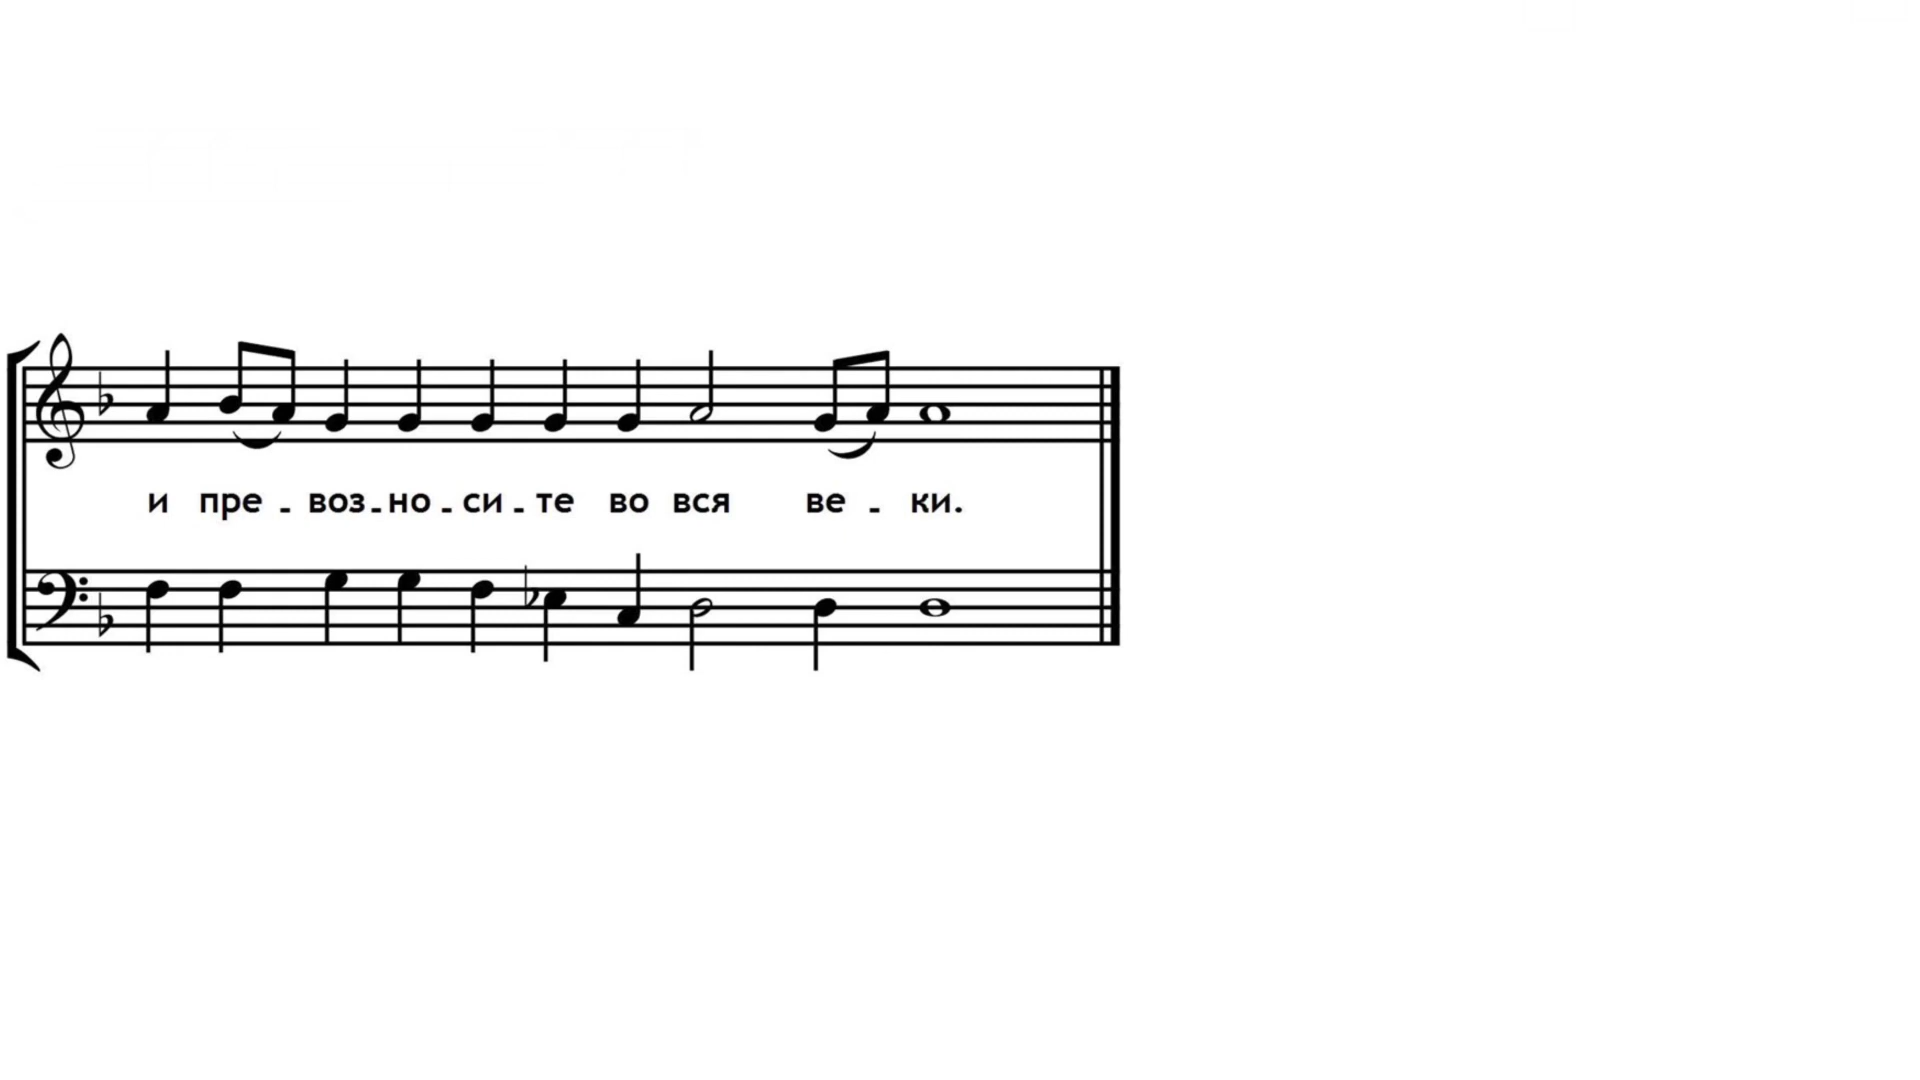 и пре - воз - но - си - те во вся ве - ки.